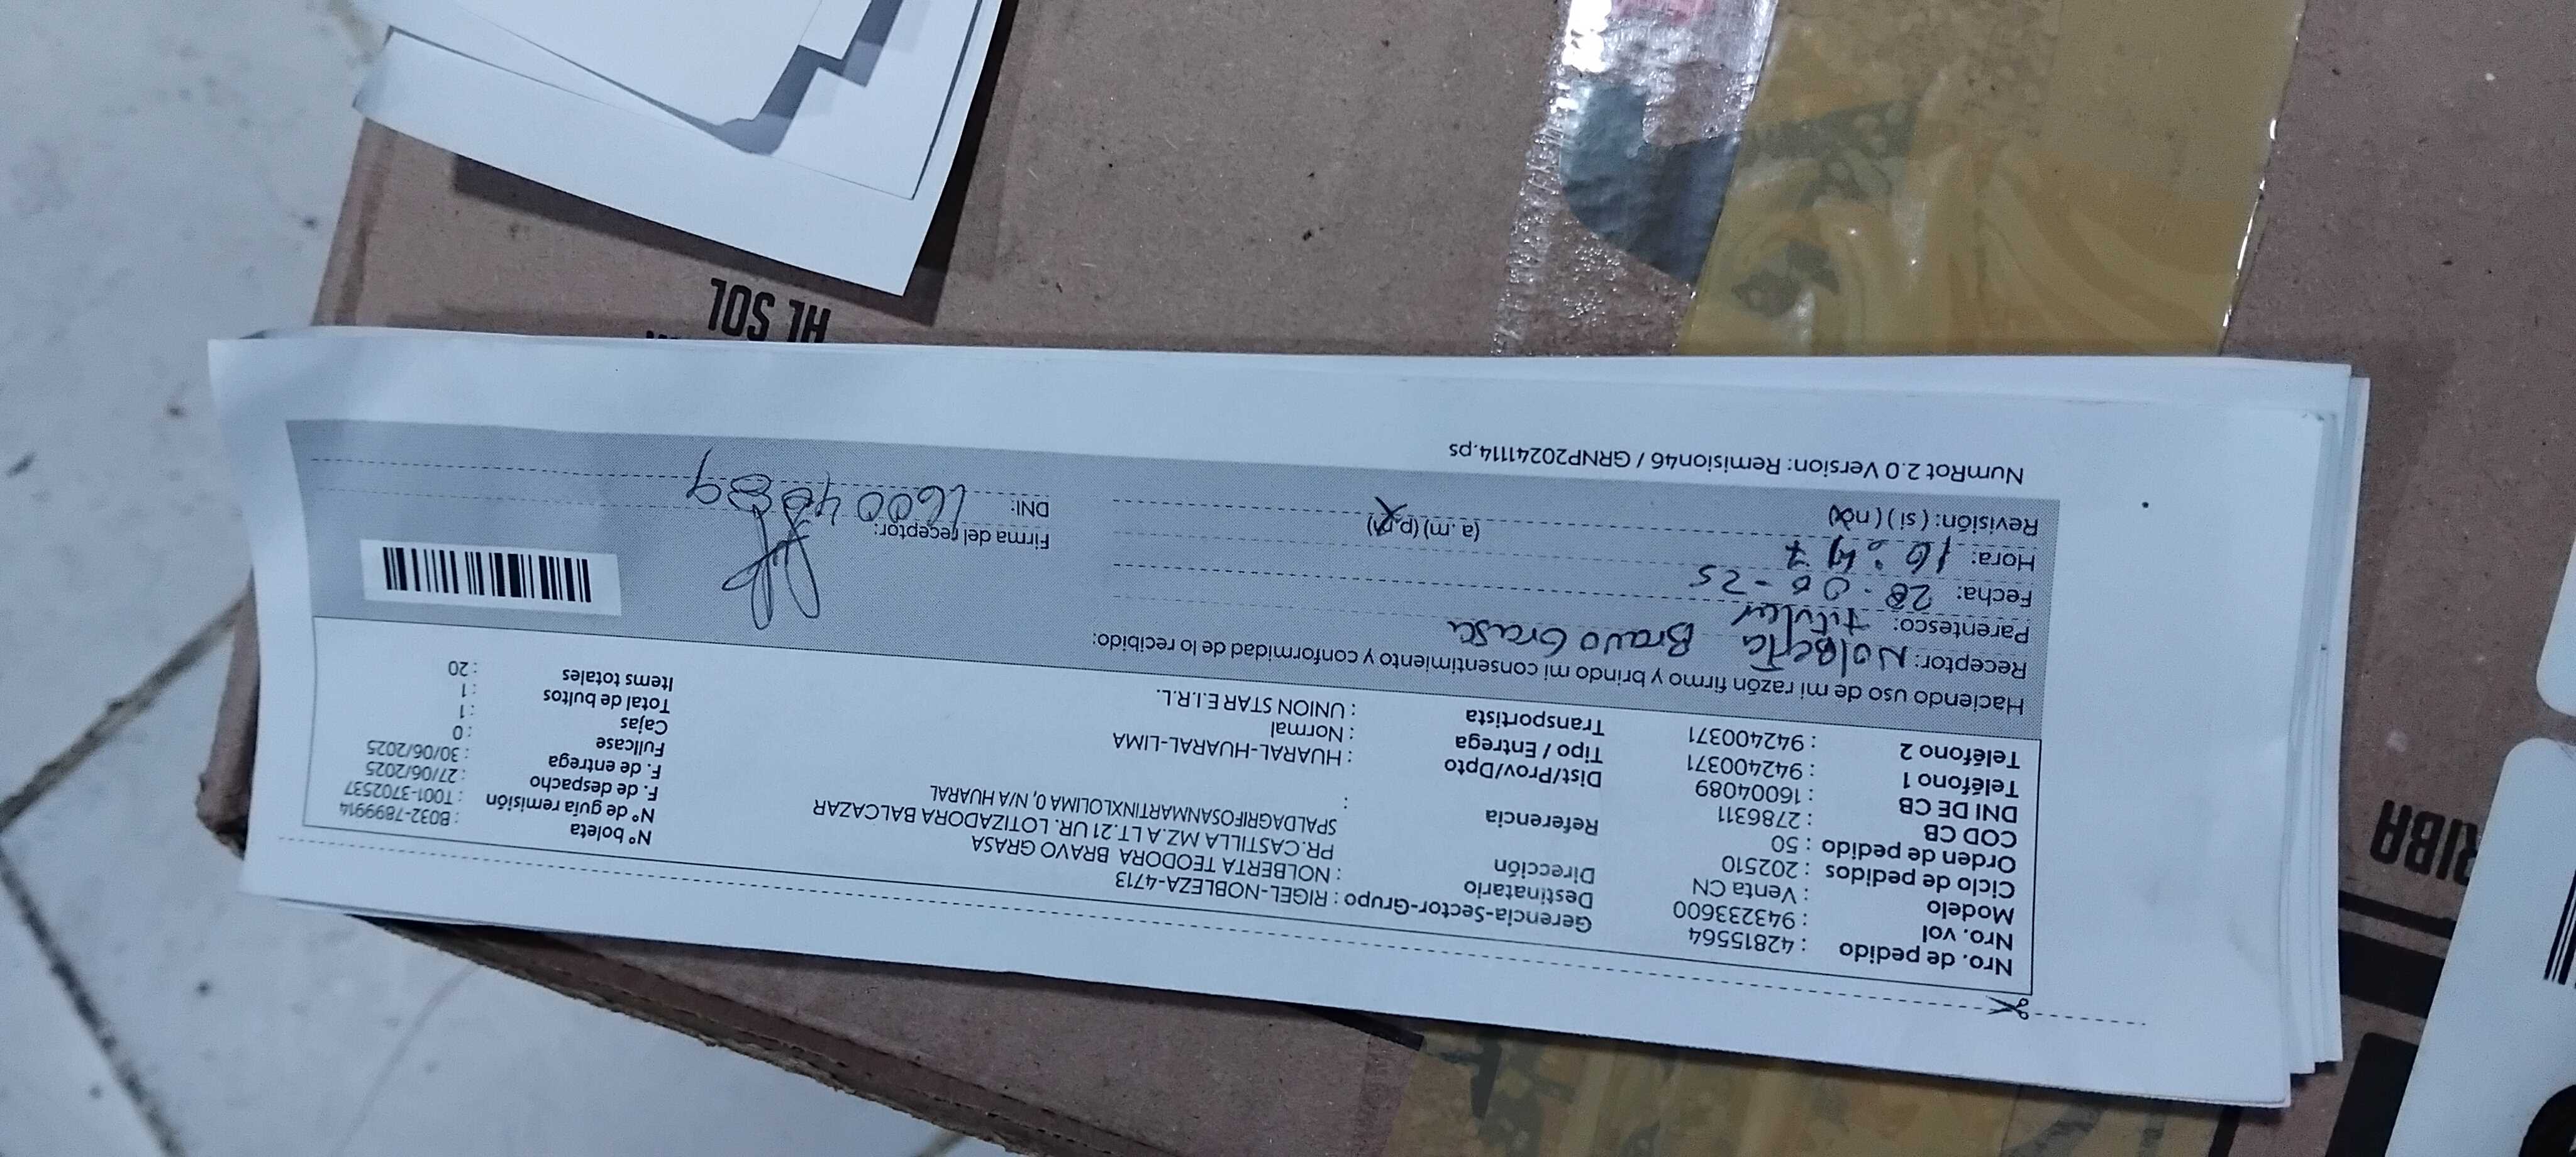 Nro. de pedido : 42815564
Nro. vol : 943233600
Modelo : Venta CN
Ciclo de pedidos : 202510
Orden de pedido : 50
COD CB : 2786311
DNI DE CB : 16004089
Teléfono 1 : 942400371
Teléfono 2 : 942400371
Gerencia-Sector-Grupo : RIGEL-NOBLEZA-4713
Destinatario : NOLBERTA TEODORA BRAVO GRASA
Dirección : PR.CASTILLA MZ.A LT.21 UR. LOTIZADORA BALCAZAR
SPALDAGRIFOSANMARTINXLOLIMA 0, N/A HUARAL
Referencia :
Dist/Prov/Dpto : HUARAL-HUARAL-LIMA
Tipo / Entrega : Normal
Transportista : UNION STAR E.I.R.L.
N° boleta : B032-7899914
N° de guía remisión : T001-3702537
F. de despacho : 27/06/2025
F. de entrega : 30/06/2025
Fullcase : 0
Cajas : 1
Total de bultos : 1
Items totales : 20
Haciendo uso de mi razón firmo y brindo mi consentimiento y conformidad de lo recibido:
Receptor: Nolberta Bravo Grasa
Parentesco: titular
Fecha: 28-06-25
Hora: 16:47 (a.m) (p.m)
Revisión: (si) (no)
Firma del receptor:
DNI: 16004089
NumRot 2.0 Version: Remision46 / GRNP20241114.ps
AL SOL
RIBA